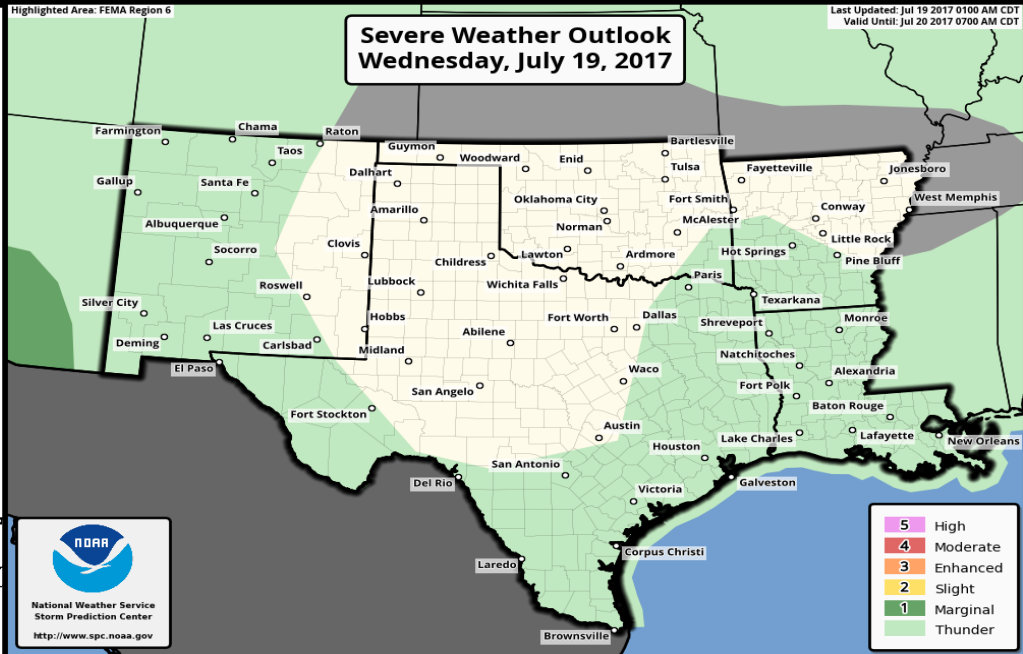 Highlighted Area: FEMA Region 6
Last Updated: Jul 19 2017 0100 AM CDT
Valid Until: Jul 20 2017 0700 AM CDT
Severe Weather Outlook
Wednesday, July 19, 2017
Farmington
Chama
Raton
Taos
Guymon
Woodward
Enid
Bartlesville
Tulsa
Fayetteville
Jonesboro
Gallup
Santa Fe
Dalhart
Oklahoma City
Fort Smith
West Memphis
Albuquerque
Amarillo
Norman
McAlester
Conway
Socorro
Clovis
Childress
Lawton
Ardmore
Hot Springs
Little Rock
Pine Bluff
Roswell
Lubbock
Wichita Falls
Paris
Texarkana
Silver City
Hobbs
Abilene
Fort Worth
Dallas
Shreveport
Monroe
Deming
Las Cruces
Carlsbad
Midland
Natchitoches
El Paso
San Angelo
Waco
Fort Polk
Alexandria
Fort Stockton
Austin
Baton Rouge
Houston
Lake Charles
Lafayette
New Orleans
Del Rio
San Antonio
Victoria
Galveston
Laredo
Corpus Christi
Brownsville
NOAA
National Weather Service
Storm Prediction Center
http://www.spc.noaa.gov
5 High
4 Moderate
3 Enhanced
2 Slight
1 Marginal
Thunder